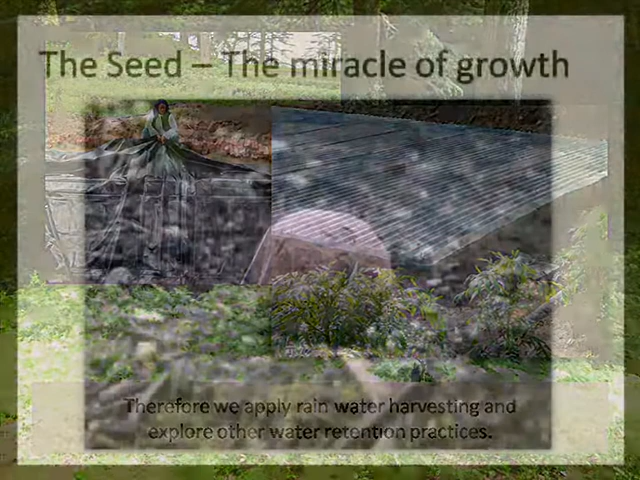 The Seed – The miracle of growth
Therefore we apply rain water harvesting and
explore other water retention practices.